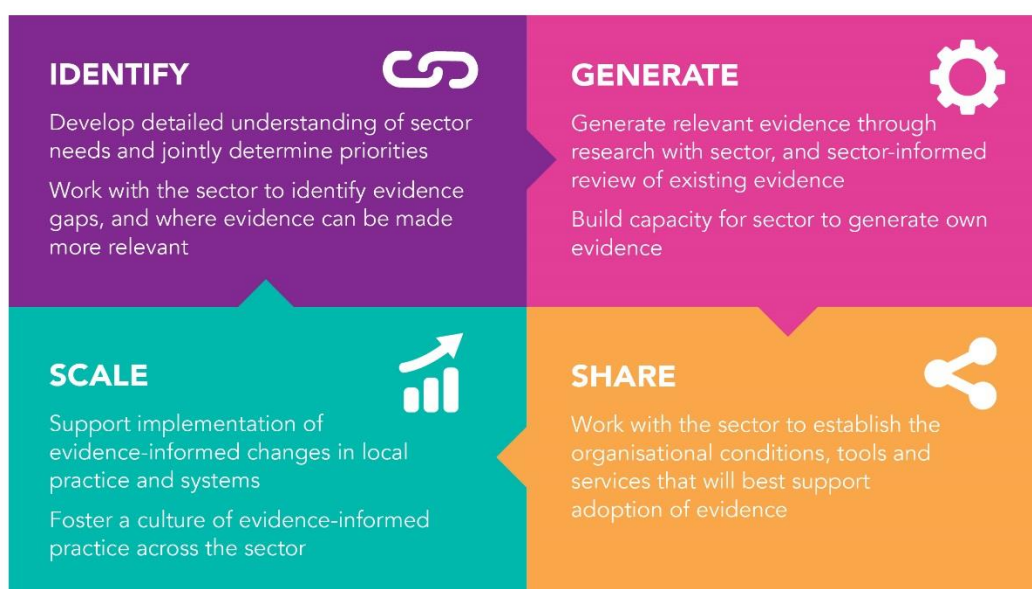 IDENTIFY
Develop detailed understanding of sector
needs and jointly determine priorities
Work with the sector to identify evidence
gaps, and where evidence can be made
more relevant
GENERATE
Generate relevant evidence through
research with sector, and sector-informed
review of existing evidence
Build capacity for sector to generate own
evidence
SCALE
Support implementation of
evidence-informed changes in local
practice and systems
Foster a culture of evidence-informed
practice across the sector
SHARE
Work with the sector to establish the
organisational conditions, tools and
services that will best support
adoption of evidence